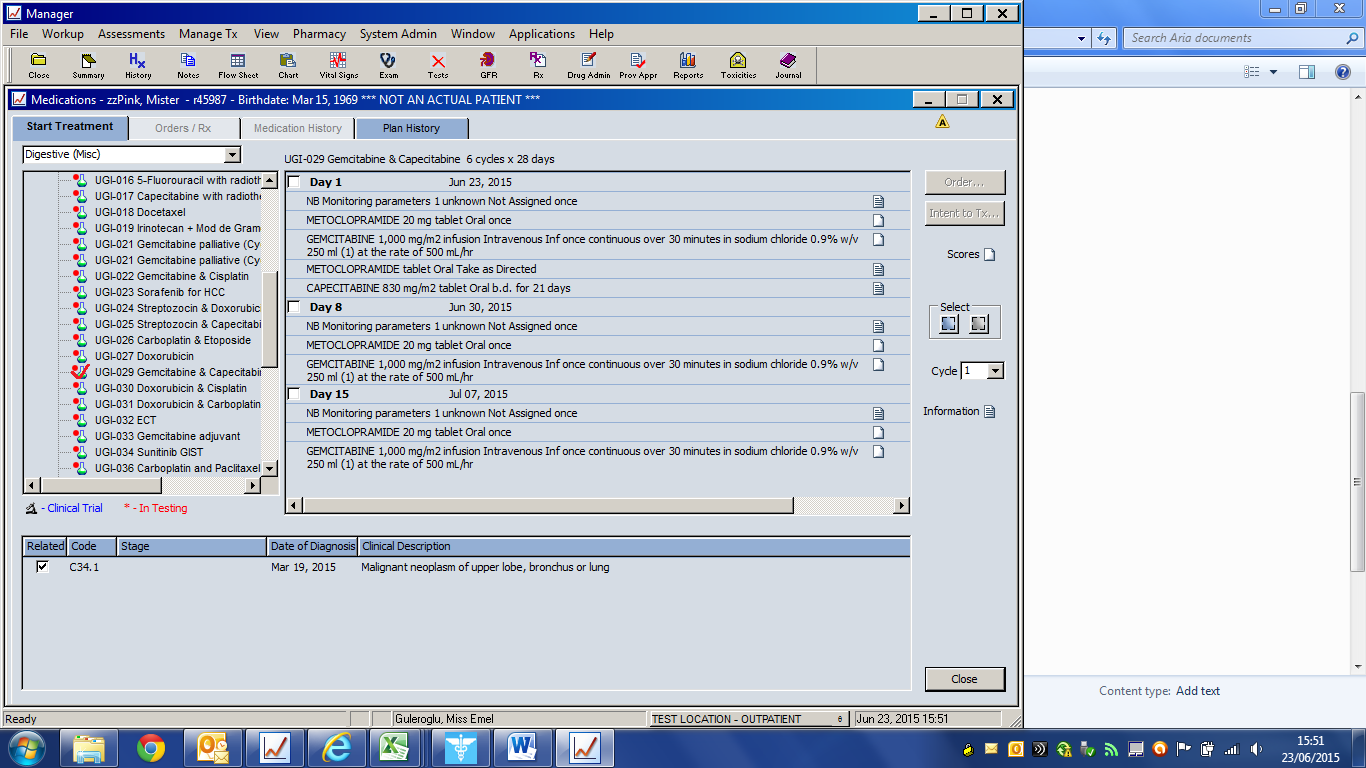 Manager
File Workup Assessments Manage Tx View Pharmacy System Admin Window Applications Help
Close Summary History Notes Flow Sheet Chart Vital Signs Exam Tests GFR Rx Drug Admin Prov Appr Reports Toxicities Journal
Search Aria documents
Medications - zzPink, Mister - r45987 - Birthdate: Mar 15, 1969 *** NOT AN ACTUAL PATIENT ***
Start Treatment Orders / Rx Medication History Plan History
Digestive (Misc)
UGI-029 Gemcitabine & Capecitabine 6 cycles x 28 days
UGI-016 5-Fluorouracil with radioth
UGI-017 Capecitabine with radiothe
UGI-018 Docetaxel
UGI-019 Irinotecan + Mod de Gram
UGI-021 Gemcitabine palliative (Cy
UGI-021 Gemcitabine palliative (Cy
UGI-022 Gemcitabine & Cisplatin
UGI-023 Sorafenib for HCC
UGI-024 Streptozocin & Doxorubic
UGI-025 Streptozocin & Capecitabi
UGI-026 Carboplatin & Etoposide
UGI-027 Doxorubicin
UGI-029 Gemcitabine & Capecitabin
UGI-030 Doxorubicin & Cisplatin
UGI-031 Doxorubicin & Carboplatin
UGI-032 ECT
UGI-033 Gemcitabine adjuvant
UGI-034 Sunitinib GIST
UGI-036 Carboplatin and Paclitaxel
- Clinical Trial * - In Testing
Day 1 Jun 23, 2015
NB Monitoring parameters 1 unknown Not Assigned once
METOCLOPRAMIDE 20 mg tablet Oral once
GEMCITABINE 1,000 mg/m2 infusion Intravenous Inf once continuous over 30 minutes in sodium chloride 0.9% w/v
250 ml (1) at the rate of 500 mL/hr
METOCLOPRAMIDE tablet Oral Take as Directed
CAPECITABINE 830 mg/m2 tablet Oral b.d. for 21 days
Day 8 Jun 30, 2015
NB Monitoring parameters 1 unknown Not Assigned once
METOCLOPRAMIDE 20 mg tablet Oral once
GEMCITABINE 1,000 mg/m2 infusion Intravenous Inf once continuous over 30 minutes in sodium chloride 0.9% w/v
250 ml (1) at the rate of 500 mL/hr
Day 15 Jul 07, 2015
NB Monitoring parameters 1 unknown Not Assigned once
METOCLOPRAMIDE 20 mg tablet Oral once
GEMCITABINE 1,000 mg/m2 infusion Intravenous Inf once continuous over 30 minutes in sodium chloride 0.9% w/v
250 ml (1) at the rate of 500 mL/hr
Order...
Intent to Tx...
Scores
Select
Cycle 1
Information
Related Code Stage Date of Diagnosis Clinical Description
C34.1 Mar 19, 2015 Malignant neoplasm of upper lobe, bronchus or lung
Close
Content type: Add text
Ready Guleroglu, Miss Emel TEST LOCATION - OUTPATIENT Jun 23, 2015 15:51
15:51
23/06/2015